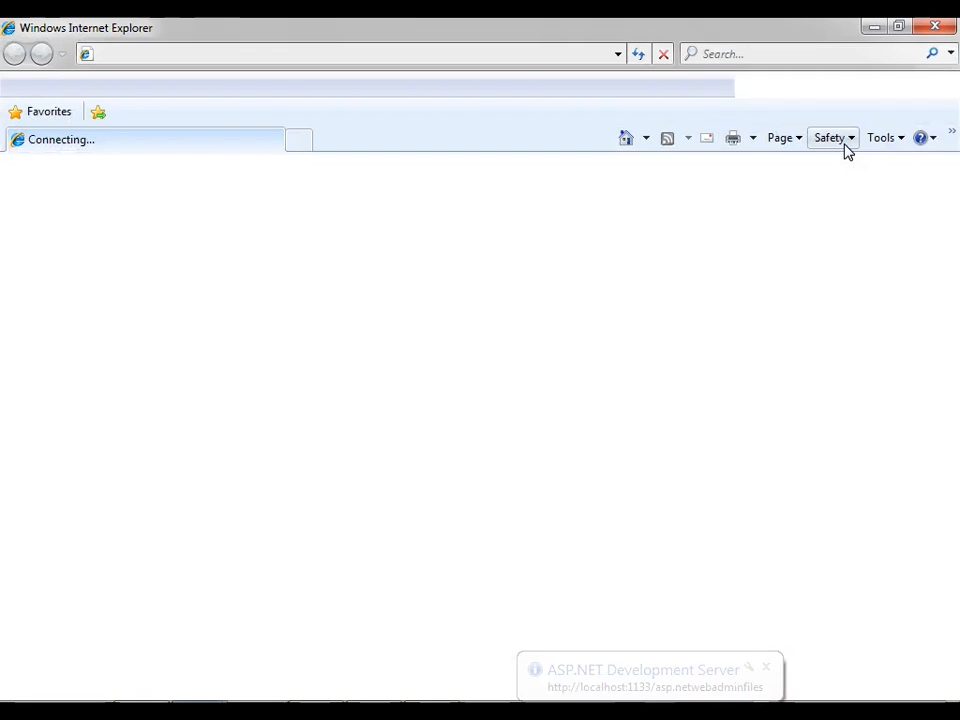 Windows Internet Explorer
Search...
Favorites
Connecting...
Page
Safety
Tools
ASP.NET Development Server
http://localhost:1133/asp.netwebadminfiles